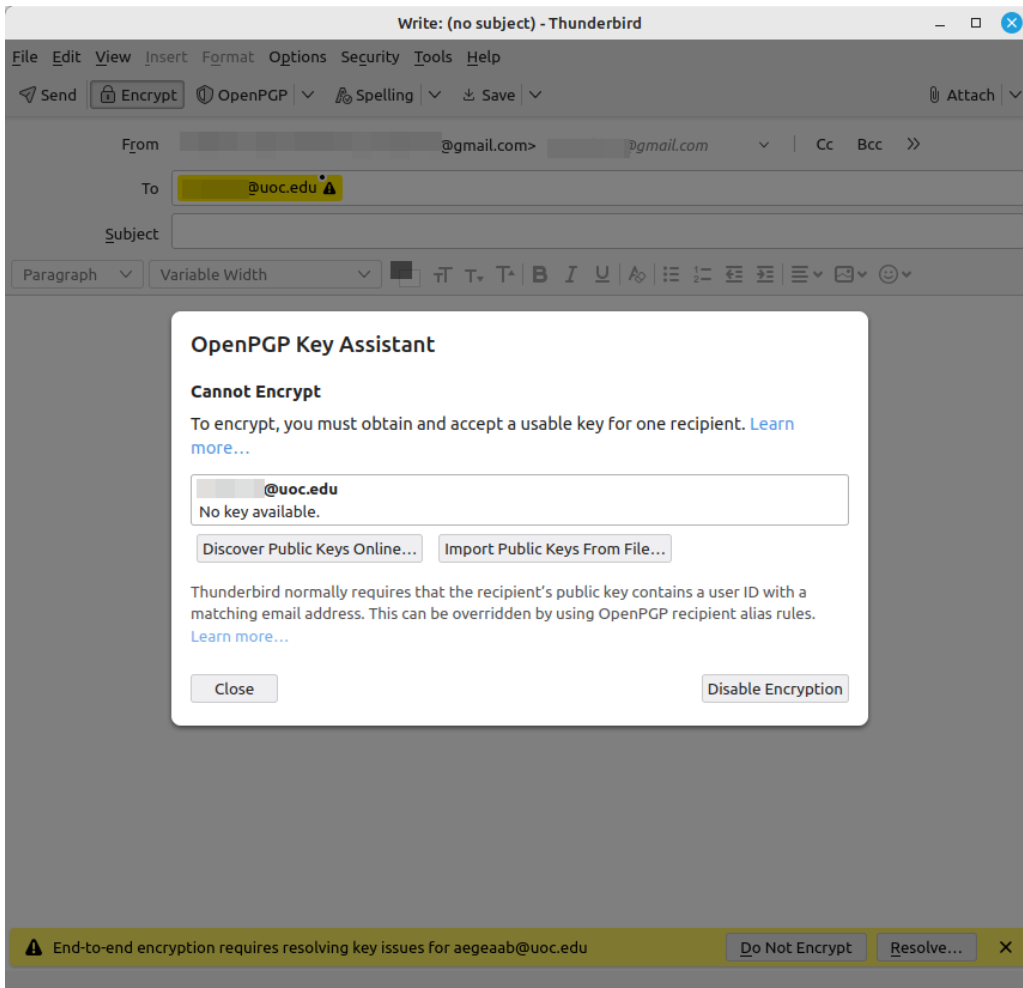 Write: (no subject) - Thunderbird
File Edit View Insert Format Options Security Tools Help
Send Encrypt OpenPGP Spelling Save Attach
From @gmail.com> @gmail.com Cc Bcc
To @uoc.edu
Subject
Paragraph Variable Width
OpenPGP Key Assistant
Cannot Encrypt
To encrypt, you must obtain and accept a usable key for one recipient. Learn
more…
@uoc.edu
No key available.
Discover Public Keys Online… Import Public Keys From File…
Thunderbird normally requires that the recipient's public key contains a user ID with a
matching email address. This can be overridden by using OpenPGP recipient alias rules.
Learn more…
Close Disable Encryption
End-to-end encryption requires resolving key issues for aegeaab@uoc.edu Do Not Encrypt Resolve…